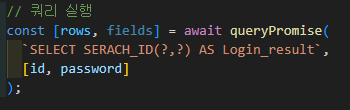 // 쿼리 실행
const [rows, fields] = await queryPromise(
`SELECT SERACH_ID(?,?) AS Login_result`,
[id, password]
);